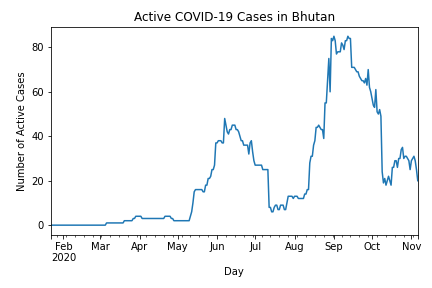 Active COVID-19 Cases in Bhutan
Number of Active Cases
80
60
40
20
0
Feb Mar Apr May Jun Jul Aug Sep Oct Nov
2020
Day